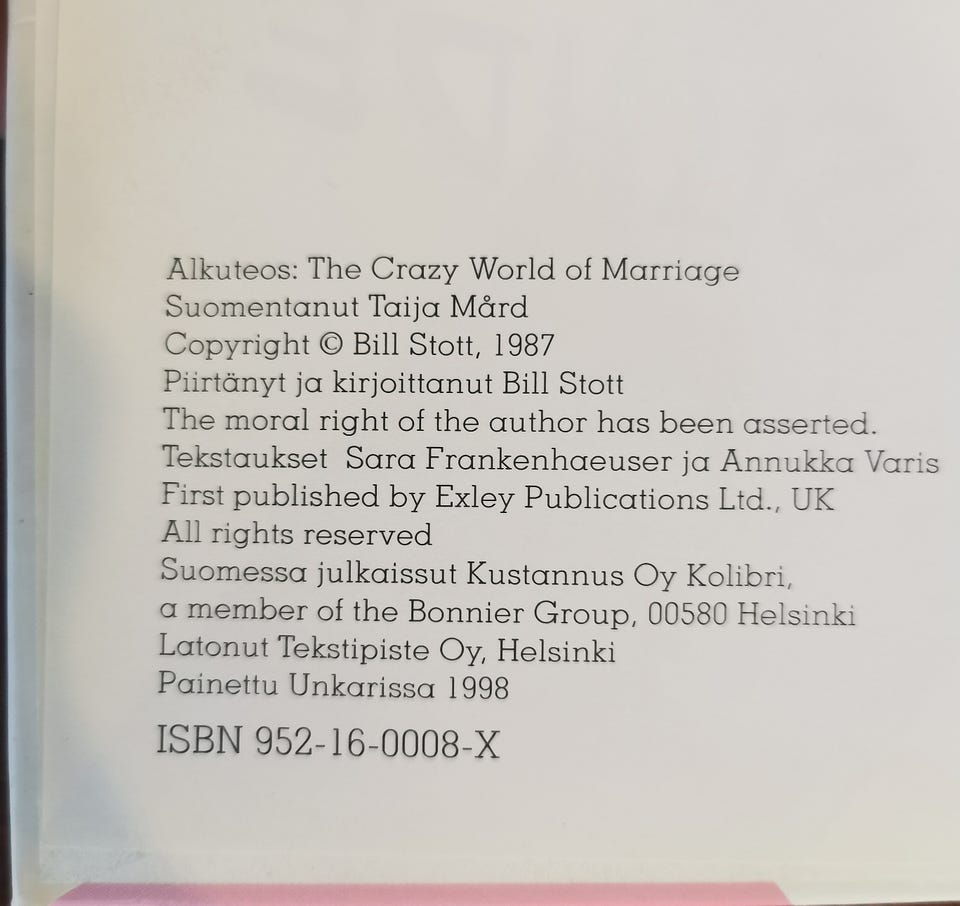 Alkuteos: The Crazy World of Marriage
Suomentanut Taija Mård
Copyright © Bill Stott, 1987
Piirtänyt ja kirjoittanut Bill Stott
The moral right of the author has been asserted.
Tekstaukset Sara Frankenhaeuser ja Annukka Varis
First published by Exley Publications Ltd., UK
All rights reserved
Suomessa julkaissut Kustannus Oy Kolibri,
a member of the Bonnier Group, 00580 Helsinki
Latonut Tekstipiste Oy, Helsinki
Painettu Unkarissa 1998
ISBN 952-16-0008-X